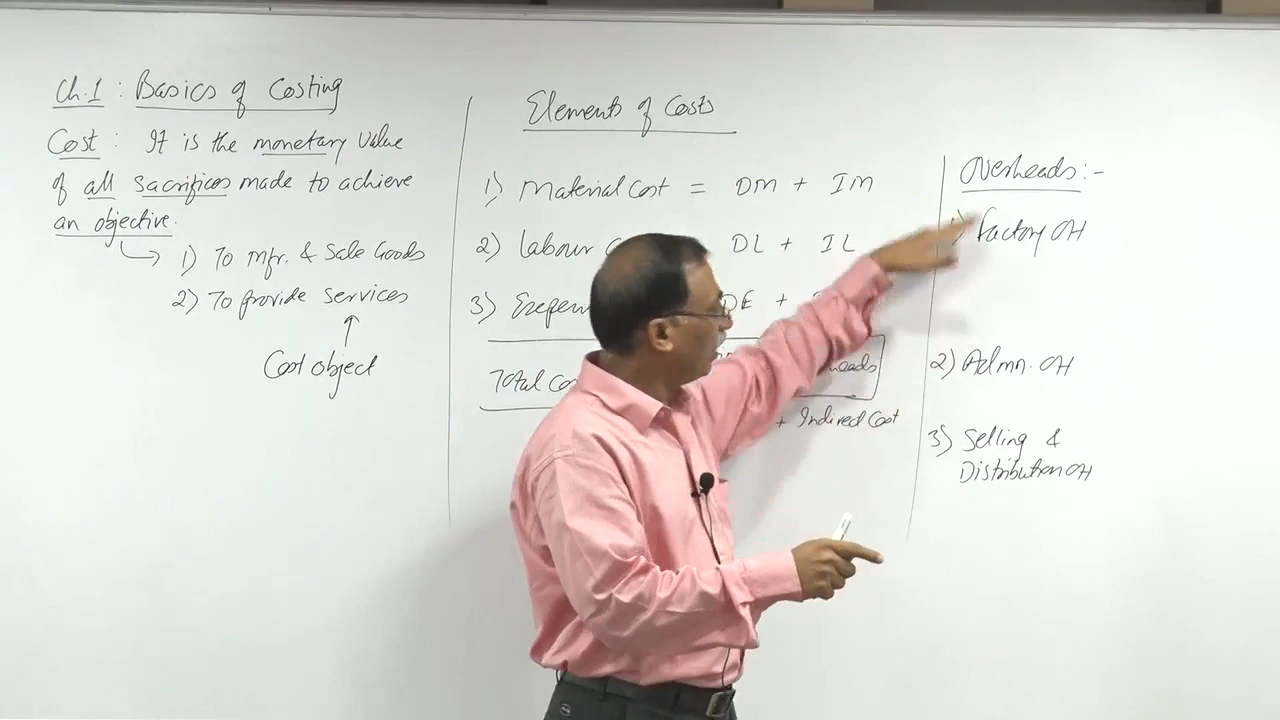 Ch.1 : Basics of Costing
Cost : It is the monetary value
of all sacrifices made to achieve
an objective.
1) To Mfr. & Sale Goods
2) To provide services
Cost object
Elements of Costs
1) Material Cost = DM + IM
2) Labour DL + IL
3) DE +
Total
+ Indirect Cost
Overheads :-
1) Factory OH
2) Admn. OH
3) Selling &
Distribution OH